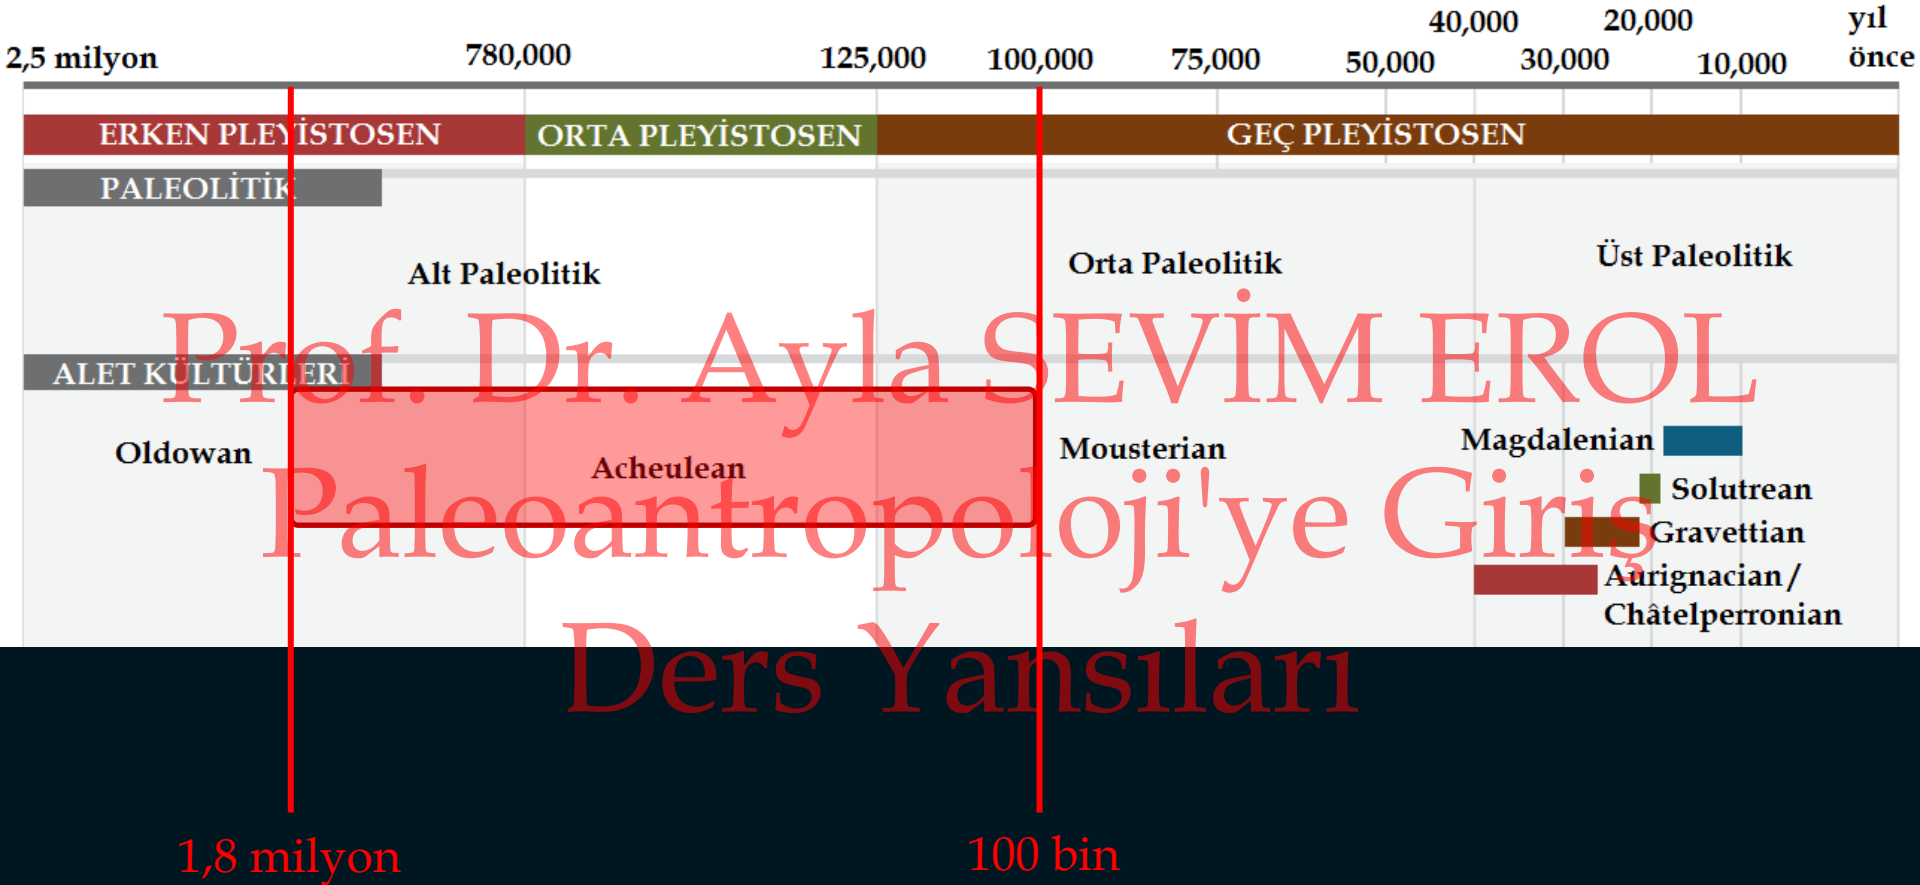 40,000 20,000 yıl
2,5 milyon 780,000 125,000 100,000 75,000 50,000 30,000 10,000 önce
ERKEN PLEYİSTOSEN ORTA PLEYİSTOSEN GEÇ PLEYİSTOSEN
PALEOLİTİK
Alt Paleolitik Orta Paleolitik Üst Paleolitik
Prof. Dr. Ayla SEVİM EROL
ALET KÜLTÜRLERİ
Oldowan Acheulean Mousterian Magdalenian
Solutrean
Paleoantropoloji'ye Giriş
Gravettian
Aurignacian/
Châtelperronian
Ders Yansıları
1,8 milyon 100 bin